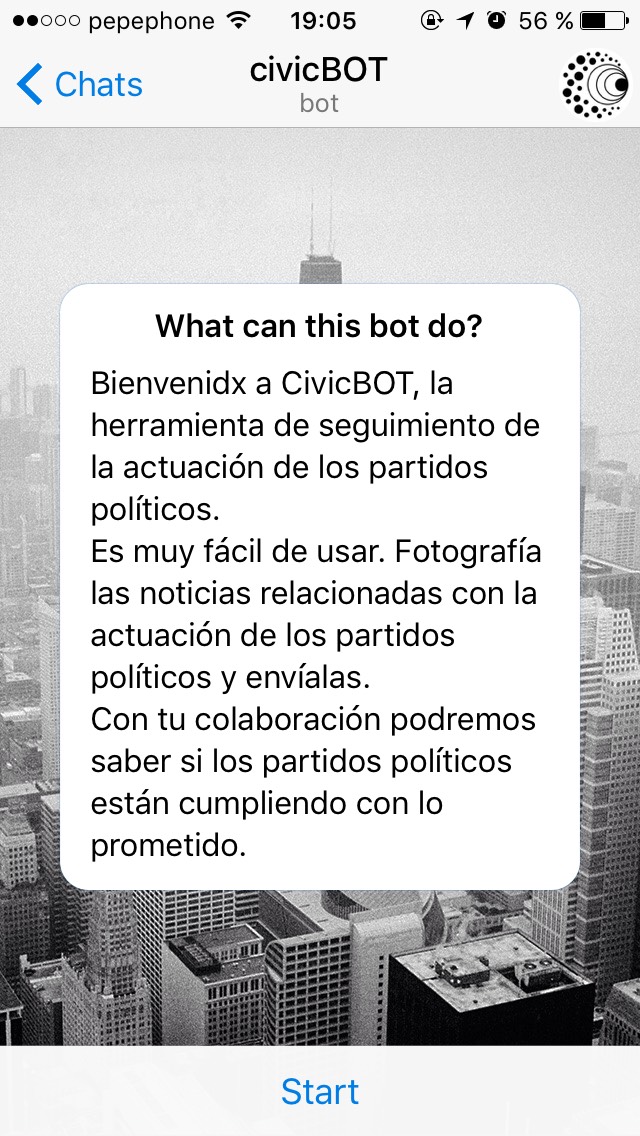 pepephone 19:05 56 %
Chats
civicBOT
bot
What can this bot do?
Bienvenidx a CivicBOT, la
herramienta de seguimiento de
la actuación de los partidos
políticos.
Es muy fácil de usar. Fotografía
las noticias relacionadas con la
actuación de los partidos
políticos y envíalas.
Con tu colaboración podremos
saber si los partidos políticos
están cumpliendo con lo
prometido.
Start